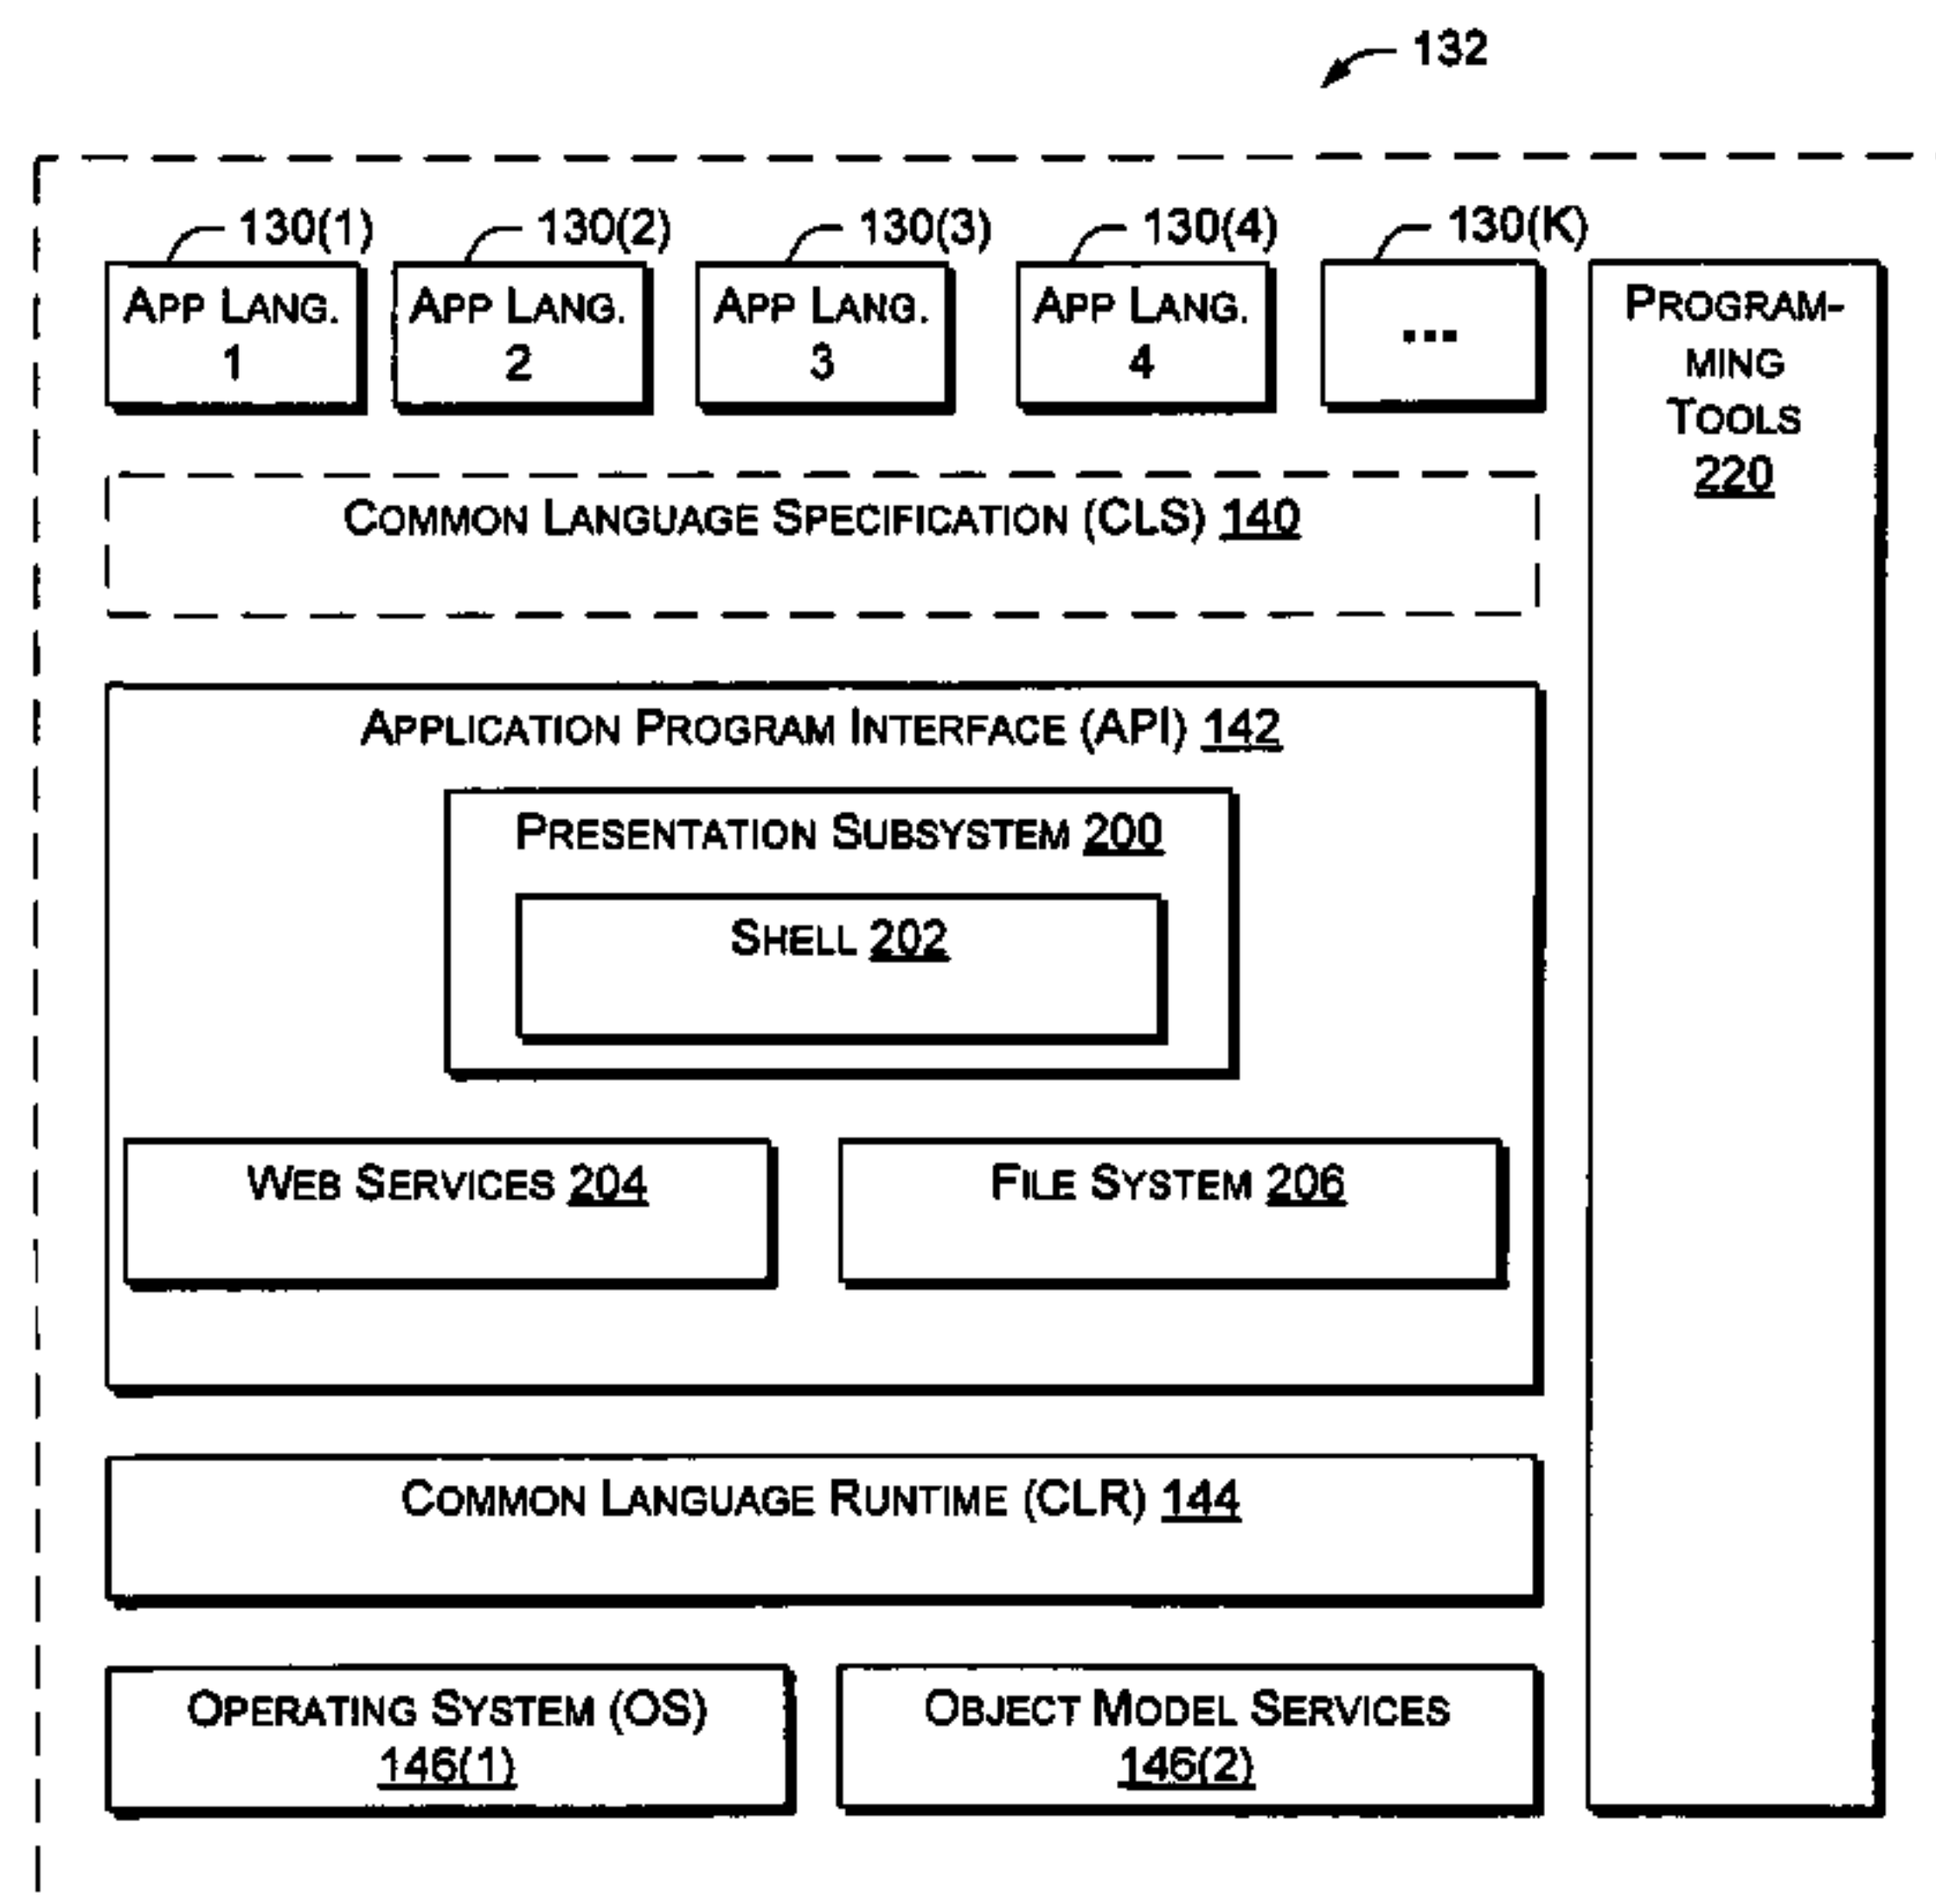 132
130(1) 130(2) 130(3) 130(4) 130(K)
APP LANG.
1
APP LANG.
2
APP LANG.
3
APP LANG.
4
...
PROGRAM-
MING
TOOLS
220
COMMON LANGUAGE SPECIFICATION (CLS) 140
APPLICATION PROGRAM INTERFACE (API) 142
PRESENTATION SUBSYSTEM 200
SHELL 202
WEB SERVICES 204
FILE SYSTEM 206
COMMON LANGUAGE RUNTIME (CLR) 144
OPERATING SYSTEM (OS)
146(1)
OBJECT MODEL SERVICES
146(2)